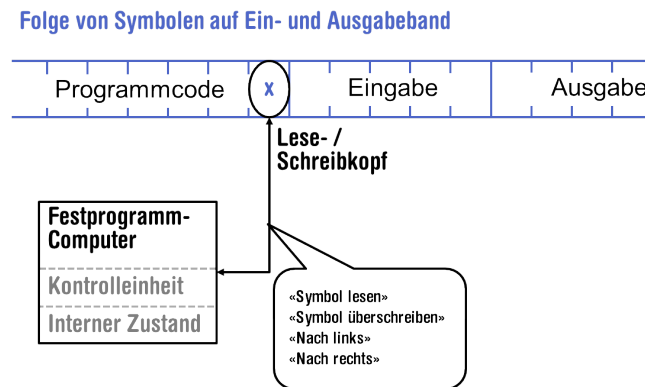 Folge von Symbolen auf Ein- und Ausgabeband
Programmcode x Eingabe Ausgabe
Lese- /
Schreibkopf
Festprogramm-
Computer
Kontrolleinheit
Interner Zustand
«Symbol lesen»
«Symbol überschreiben»
«Nach links»
«Nach rechts»